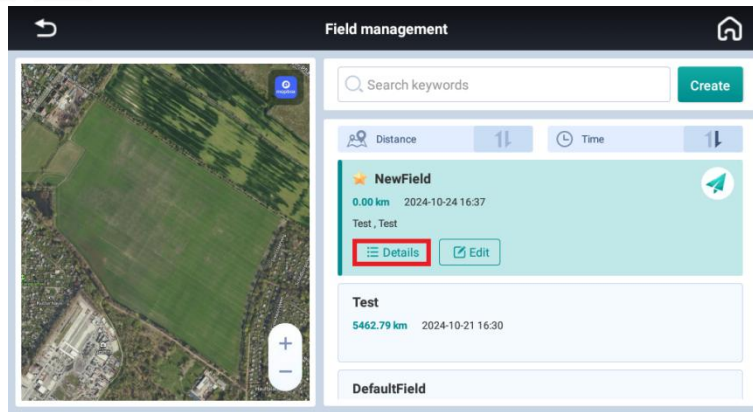 Field management
Search keywords
Create
Distance
Time
NewField
0.00 km 2024-10-24 16:37
Test , Test
Details
Edit
Test
5462.79 km 2024-10-21 16:30
DefaultField
+
−